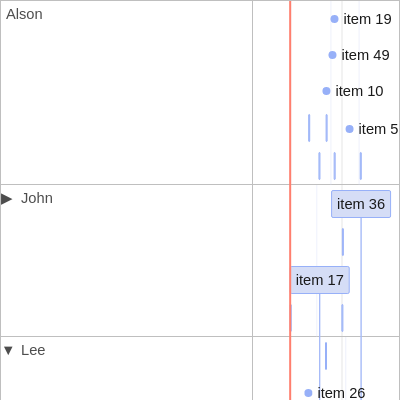 Alson
item 19
item 49
item 10
item 5
▶ John
item 36
item 17
▼ Lee
item 26